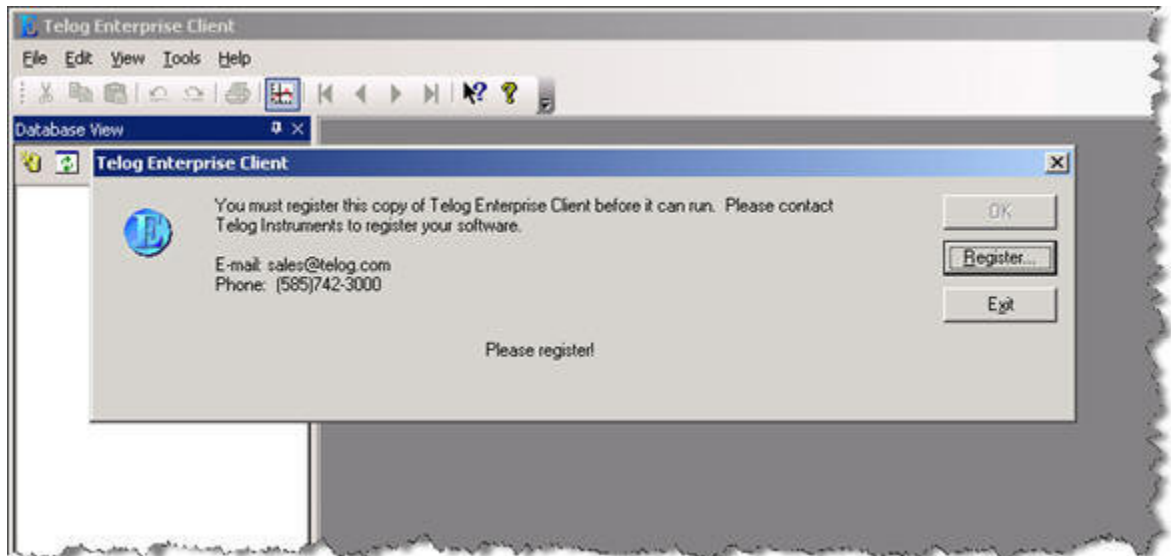 Telog Enterprise Client
File Edit View Tools Help
Database View
Telog Enterprise Client
You must register this copy of Telog Enterprise Client before it can run. Please contact
Telog Instruments to register your software.
E-mail: sales@telog.com
Phone: (585)742-3000
Please register!
OK
Register...
Exit